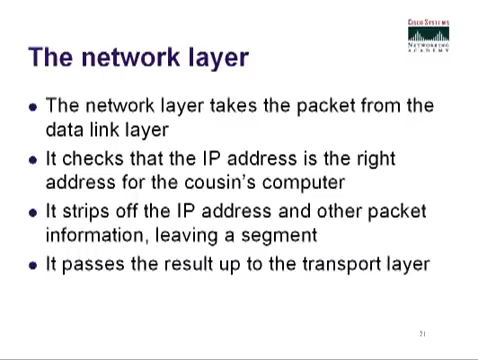 CISCO SYSTEMS
NETWORKING
ACADEMY
The network layer
The network layer takes the packet from the
data link layer
It checks that the IP address is the right
address for the cousin's computer
It strips off the IP address and other packet
information, leaving a segment
It passes the result up to the transport layer
21